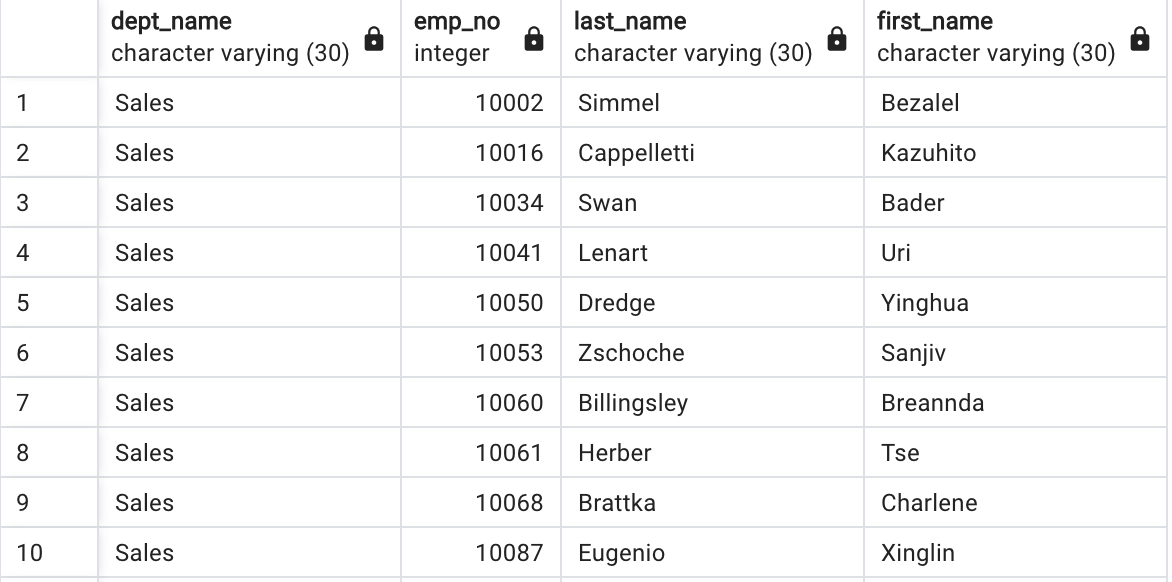 dept_name emp_no last_name first_name
character varying (30) integer character varying (30) character varying (30)
1 Sales 10002 Simmel Bezalel
2 Sales 10016 Cappelletti Kazuhito
3 Sales 10034 Swan Bader
4 Sales 10041 Lenart Uri
5 Sales 10050 Dredge Yinghua
6 Sales 10053 Zschoche Sanjiv
7 Sales 10060 Billingsley Breannda
8 Sales 10061 Herber Tse
9 Sales 10068 Brattka Charlene
10 Sales 10087 Eugenio Xinglin